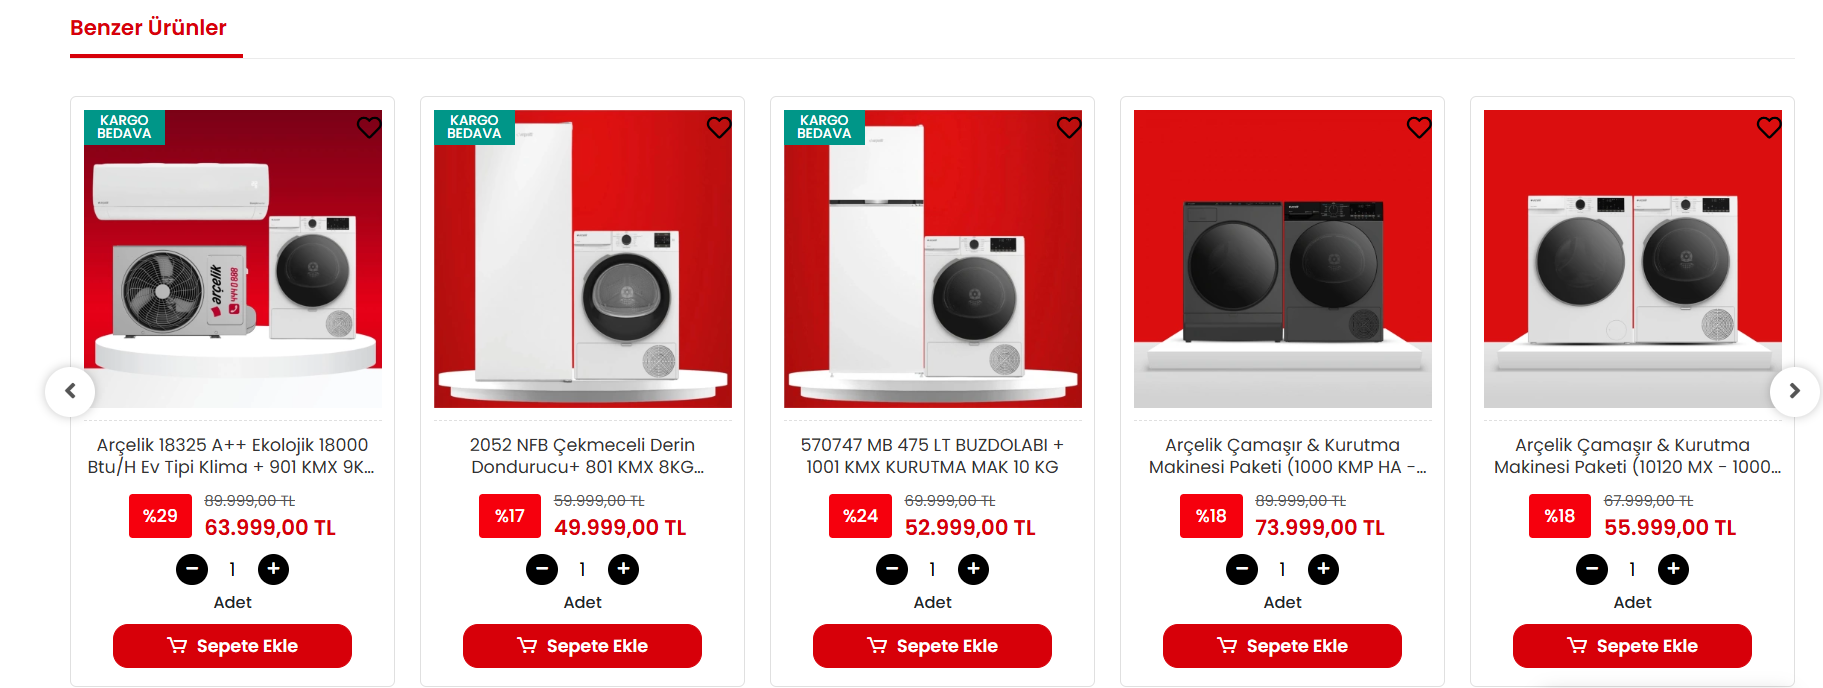 Benzer Ürünler
KARGO
BEDAVA
arçelik
444 0 888
Arçelik 18325 A++ Ekolojik 18000
Btu/H Ev Tipi Klima + 901 KMX 9K...
%29
89.999,00 TL
63.999,00 TL
1
Adet
Sepete Ekle
KARGO
BEDAVA
2052 NFB Çekmeceli Derin
Dondurucu+ 801 KMX 8KG...
%17
59.999,00 TL
49.999,00 TL
1
Adet
Sepete Ekle
KARGO
BEDAVA
570747 MB 475 LT BUZDOLABI +
1001 KMX KURUTMA MAK 10 KG
%24
69.999,00 TL
52.999,00 TL
1
Adet
Sepete Ekle
Arçelik Çamaşır & Kurutma
Makinesi Paketi (1000 KMP HA -...
%18
89.999,00 TL
73.999,00 TL
1
Adet
Sepete Ekle
Arçelik Çamaşır & Kurutma
Makinesi Paketi (10120 MX - 1000...
%18
67.999,00 TL
55.999,00 TL
1
Adet
Sepete Ekle